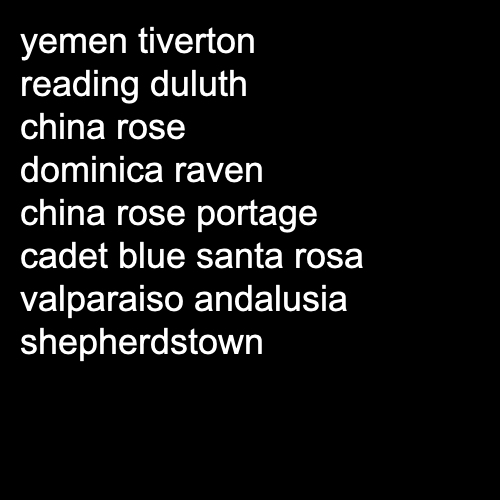 yemen tiverton
reading duluth
china rose
dominica raven
china rose portage
cadet blue santa rosa
valparaiso andalusia
shepherdstown